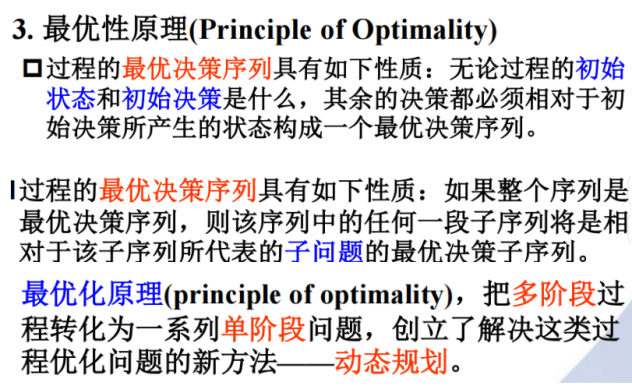 3. 最优性原理(Principle of Optimality)
过程的最优决策序列具有如下性质：无论过程的初始
状态和初始决策是什么，其余的决策都必须相对于初
始决策所产生的状态构成一个最优决策序列。
过程的最优决策序列具有如下性质：如果整个序列是
最优决策序列，则该序列中的任何一段子序列将是相
对于该子序列所代表的子问题的最优决策子序列。
最优化原理(principle of optimality)，把多阶段过
程转化为一系列单阶段问题，创立了解决这类过
程优化问题的新方法——动态规划。